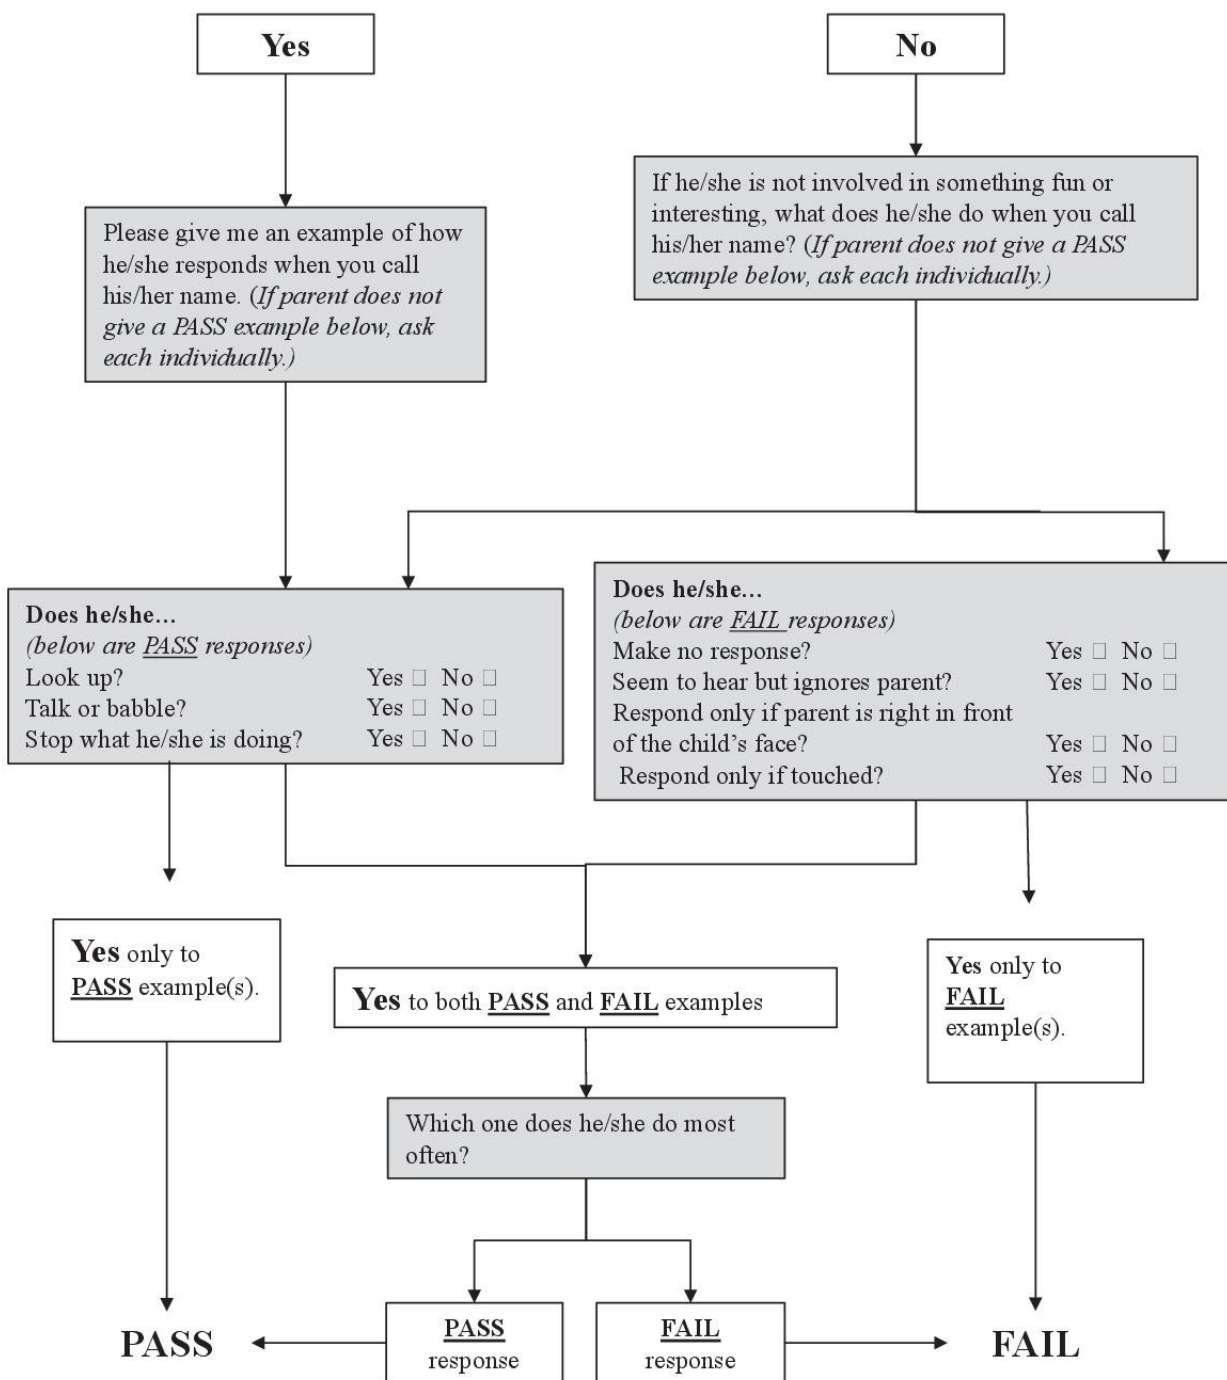 Yes
No
Please give me an example of how
he/she responds when you call
his/her name. (If parent does not
give a PASS example below, ask
each individually.)
If he/she is not involved in something fun or
interesting, what does he/she do when you call
his/her name? (If parent does not give a PASS
example below, ask each individually.)
Does he/she…
(below are PASS responses)
Look up? Yes □ No □
Talk or babble? Yes □ No □
Stop what he/she is doing? Yes □ No □
Does he/she…
(below are FAIL responses)
Make no response? Yes □ No □
Seem to hear but ignores parent? Yes □ No □
Respond only if parent is right in front
of the child’s face? Yes □ No □
Respond only if touched? Yes □ No □
Yes only to
PASS example(s).
Yes to both PASS and FAIL examples
Yes only to
FAIL
example(s).
Which one does he/she do most
often?
PASS
PASS
response
FAIL
response
FAIL